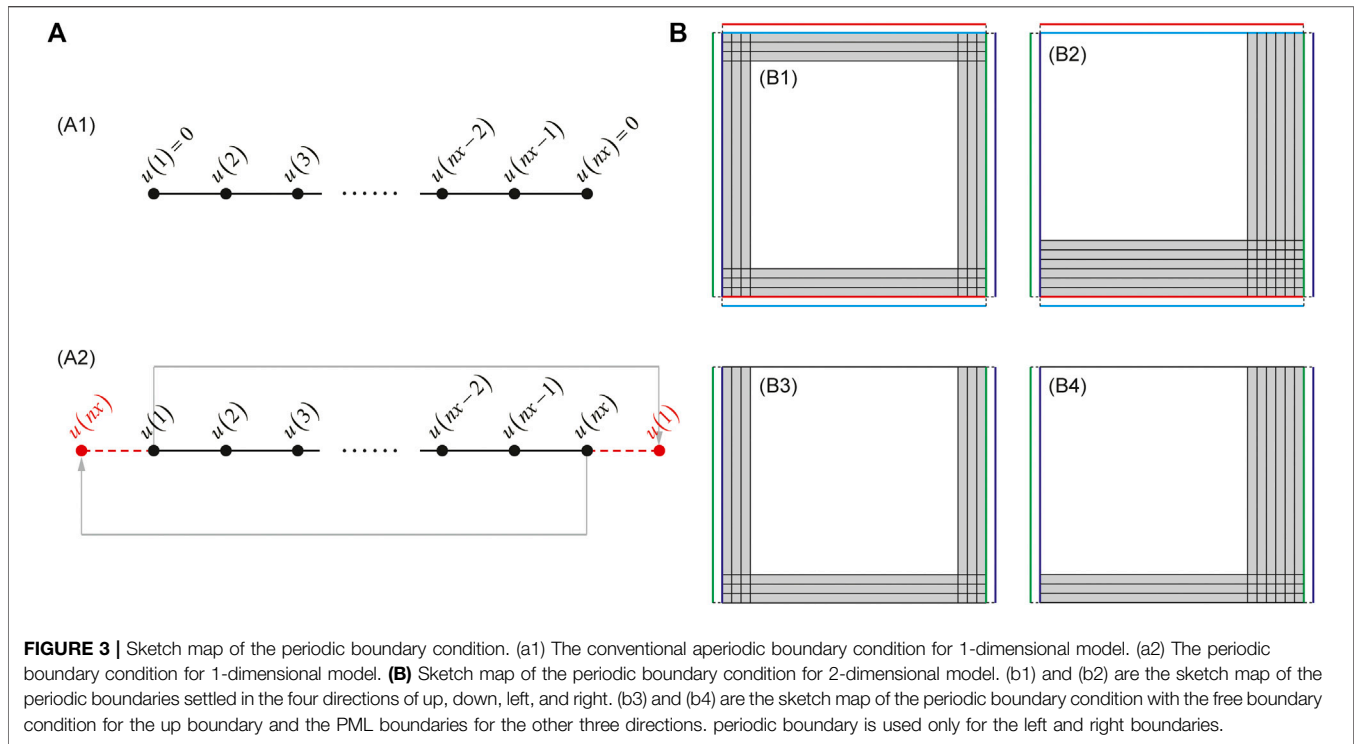 A
B
(A1)
u(1)=0
u(2)
u(3)
......
u(nx−2)
u(nx−1)
u(nx)=0
(B1)
(B2)
(A2)
u(nx)
u(1)
u(2)
u(3)
......
u(nx−2)
u(nx−1)
u(nx)
u(1)
(B3)
(B4)
FIGURE 3 | Sketch map of the periodic boundary condition. (a1) The conventional aperiodic boundary condition for 1-dimensional model. (a2) The periodic
boundary condition for 1-dimensional model. (B) Sketch map of the periodic boundary condition for 2-dimensional model. (b1) and (b2) are the sketch map of the
periodic boundaries settled in the four directions of up, down, left, and right. (b3) and (b4) are the sketch map of the periodic boundary condition with the free boundary
condition for the up boundary and the PML boundaries for the other three directions. periodic boundary is used only for the left and right boundaries.